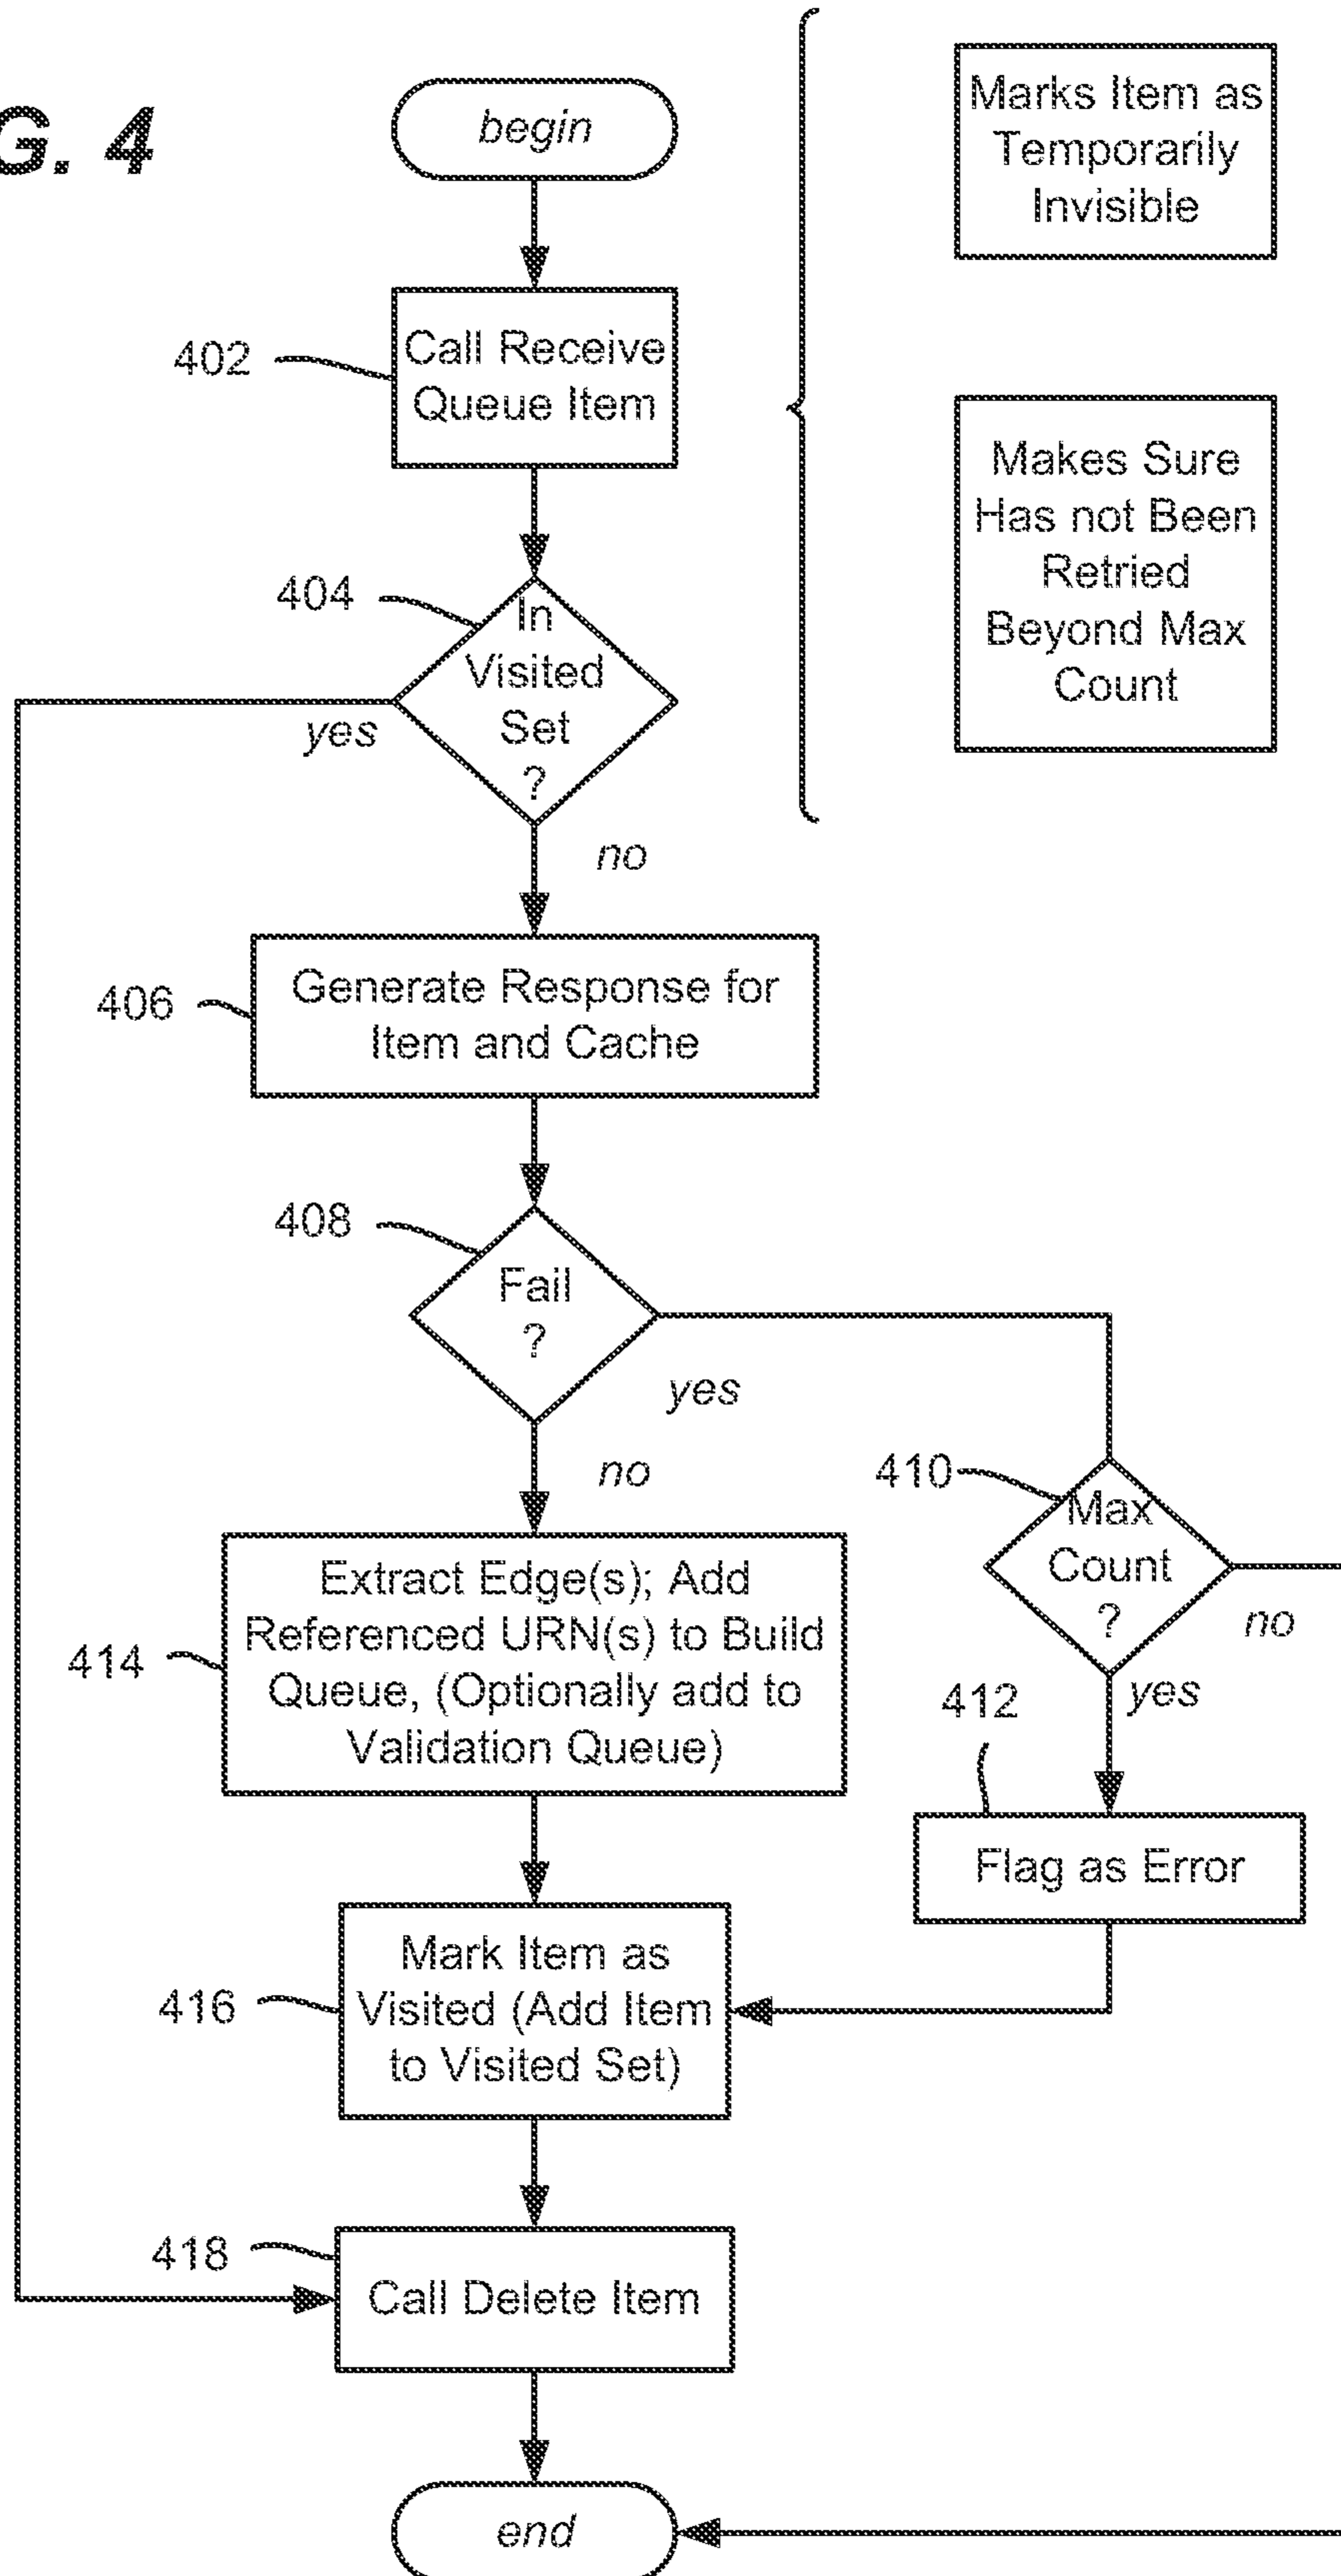 G. 4
begin
Marks Item as
Temporarily
Invisible
402
Call Receive
Queue Item
Makes Sure
Has not Been
Retried
Beyond Max
Count
404
In
Visited
Set
?
yes
no
406
Generate Response for
Item and Cache
408
Fail
?
yes
no
410
Max
Count
?
no
yes
414
Extract Edge(s); Add
Referenced URN(s) to Build
Queue, (Optionally add to
Validation Queue)
412
Flag as Error
416
Mark Item as
Visited (Add Item
to Visited Set)
418
Call Delete Item
end